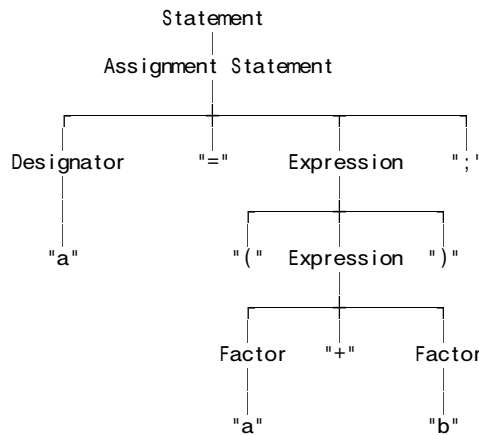 Statement
Assignment Statement
Designator "=" Expression ";"
"a" "(" Expression ")"
Factor "+" Factor
"a" "b"